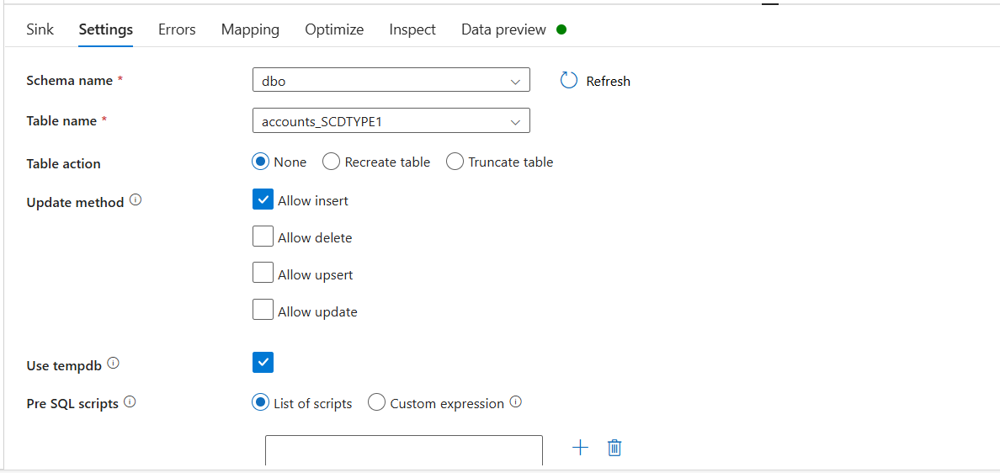 Sink Settings Errors Mapping Optimize Inspect Data preview
Schema name * dbo Refresh
Table name * accounts_SCDTYPE1
Table action None Recreate table Truncate table
Update method Allow insert
Allow delete
Allow upsert
Allow update
Use tempdb
Pre SQL scripts List of scripts Custom expression